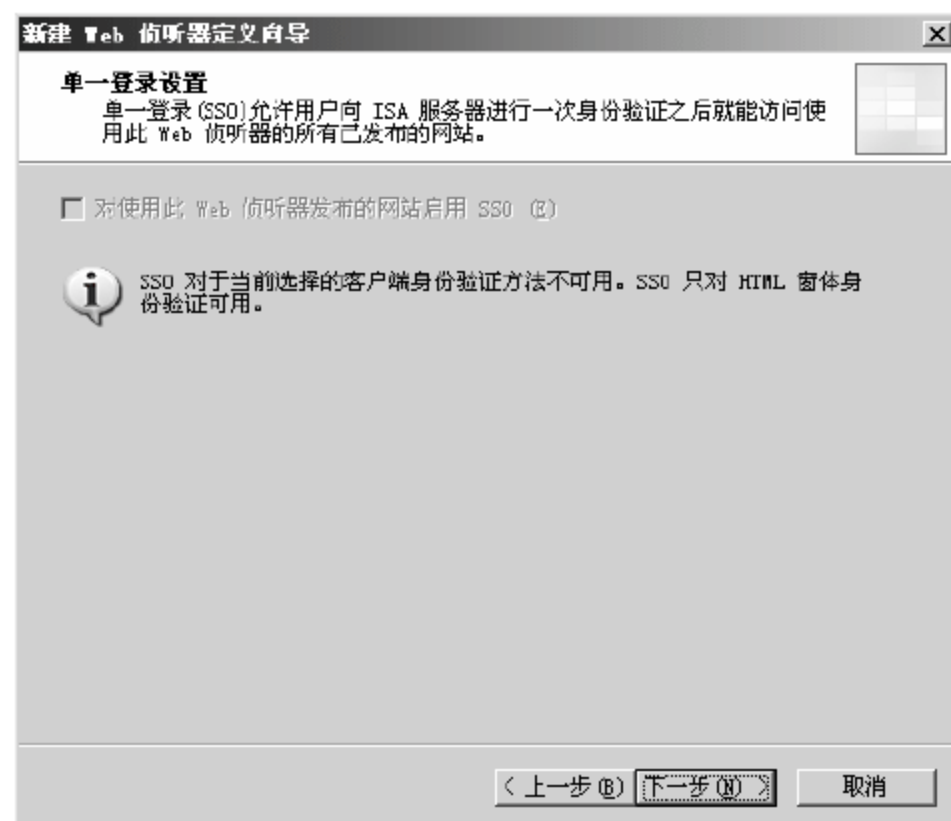 新建 Web 侦听器定义向导
单一登录设置
单一登录(SSO)允许用户向 ISA 服务器进行一次身份验证之后就能访问使
用此 Web 侦听器的所有已发布的网站。
对使用此 Web 侦听器发布的网站启用 SSO (E)
SSO 对于当前选择的客户端身份验证方法不可用。SSO 只对 HTML 窗体身
份验证可用。
< 上一步(B) 下一步(N) > 取消